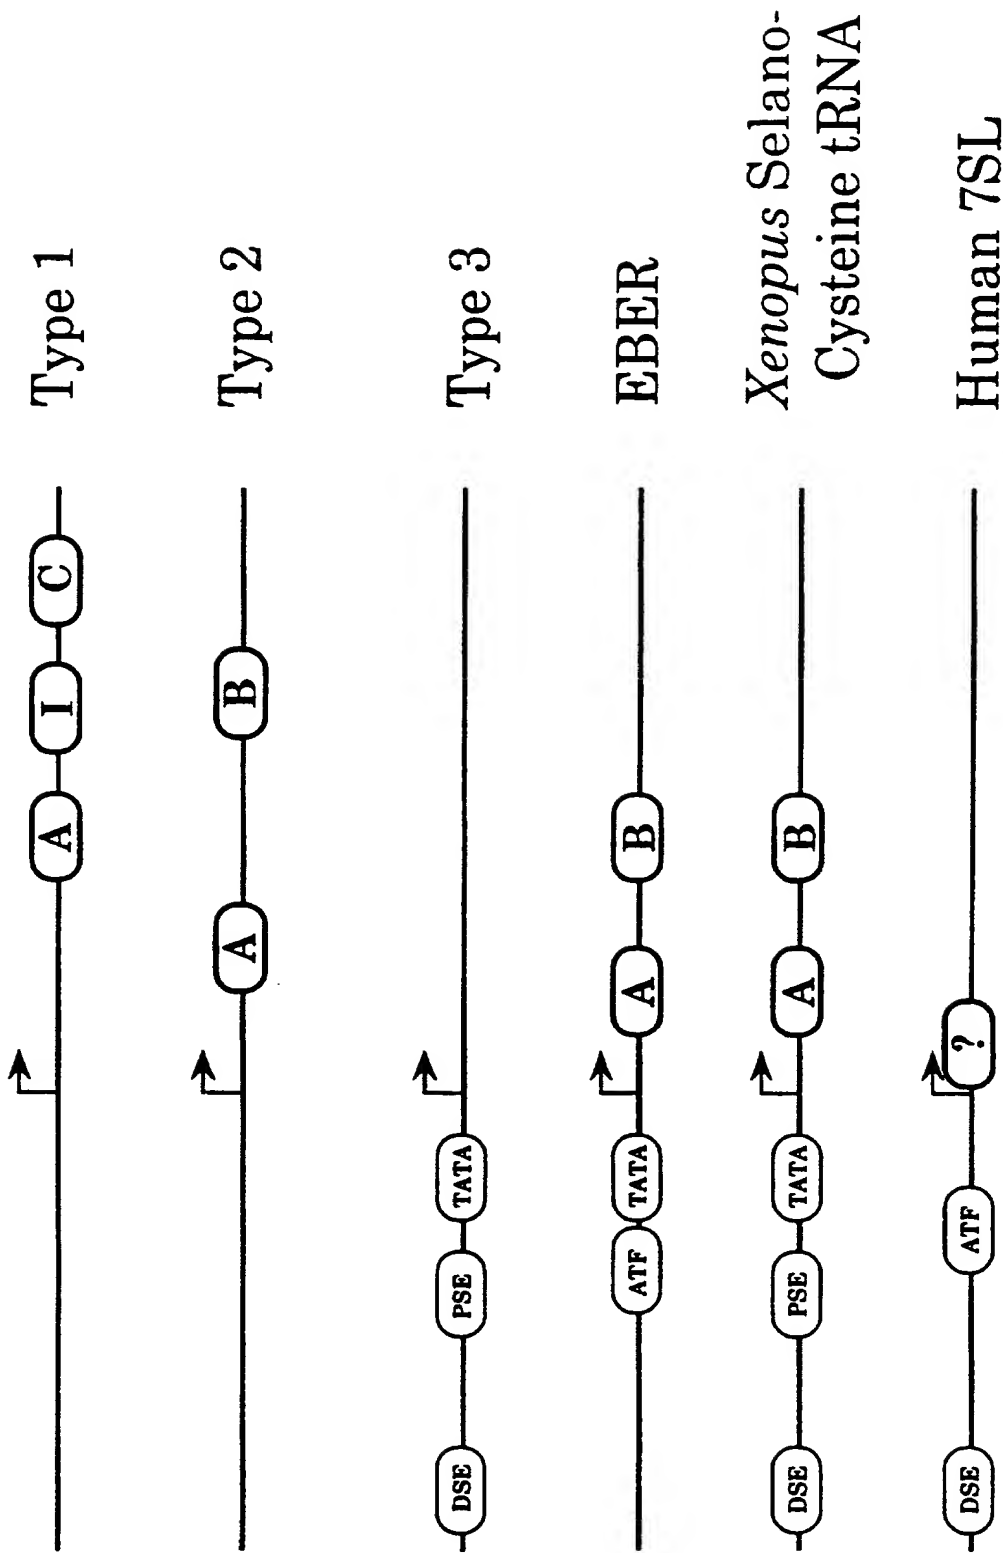 A I C Type 1
A B Type 2
DSE PSE TATA Type 3
ATF TATA A B EBER
DSE PSE TATA A B Xenopus Selano-
Cysteine tRNA
DSE ATF ? Human 7SL